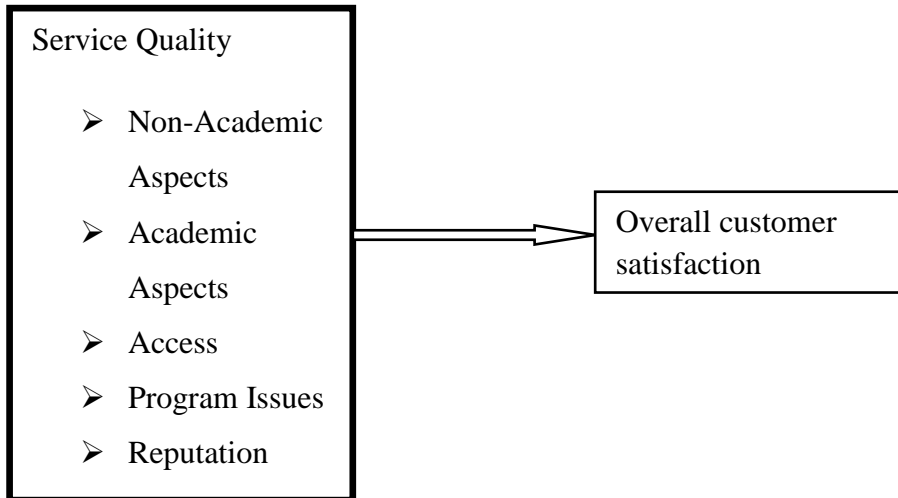 Service Quality
➢ Non-Academic
Aspects
➢ Academic
Aspects
➢ Access
➢ Program Issues
➢ Reputation
Overall customer
satisfaction